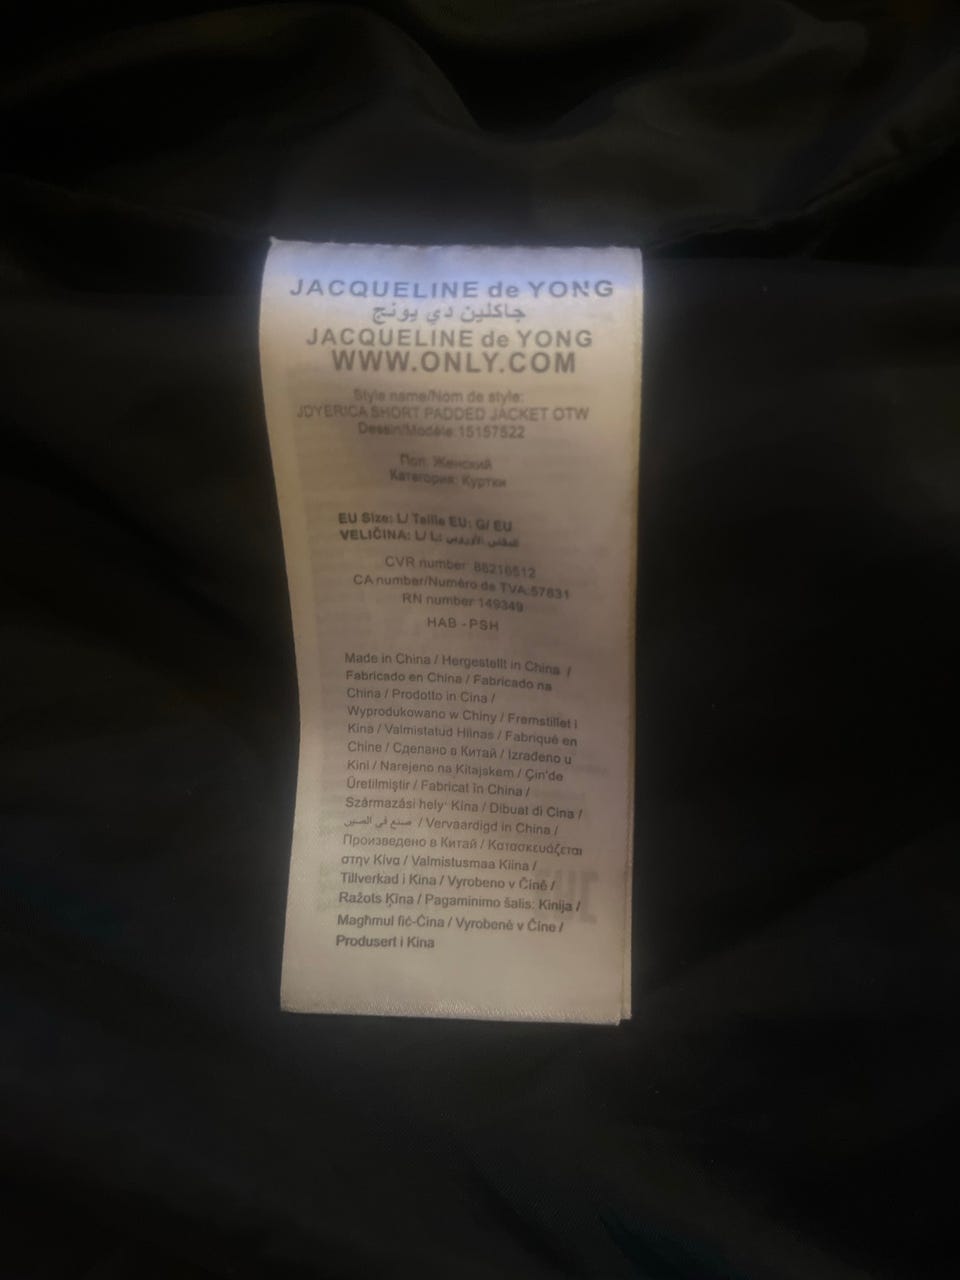 JACQUELINE de YONG
جاكلين دي يونج
JACQUELINE de YONG
WWW.ONLY.COM
Style name/Nom de style:
JDYERICA SHORT PADDED JACKET OTW
Dessin/Modèle:15157522
Пол: Женский
Категория: Куртки
EU Size: L/ Taille EU: G/ EU
VELIČINA: L/ L: المقاس الأوروبي
CVR number: 88216512
CA number/Numéro de TVA:57831
RN number 149349
HAB - PSH
Made in China / Hergestellt in China /
Fabricado en China / Fabricado na
China / Prodotto in Cina /
Wyprodukowano w Chiny / Fremstillet i
Kina / Valmistatud Hiinas / Fabriqué en
Chine / Сделано в Китай / Izrađeno u
Kini / Narejeno na Kitajskem / Çin'de
Üretilmiştir / Fabricat în China /
Származási hely: Kína / Dibuat di Cina /
صنع في الصين / Vervaardigd in China /
Произведено в Китай / Κατασκευάζεται
στην Κίνα / Valmistusmaa Kiina /
Tillverkad i Kina / Vyrobeno v Číně /
Ražots Ķīna / Pagaminimo šalis: Kinija /
Magħmul fiċ-Ċina / Vyrobené v Číne /
Produsert i Kina